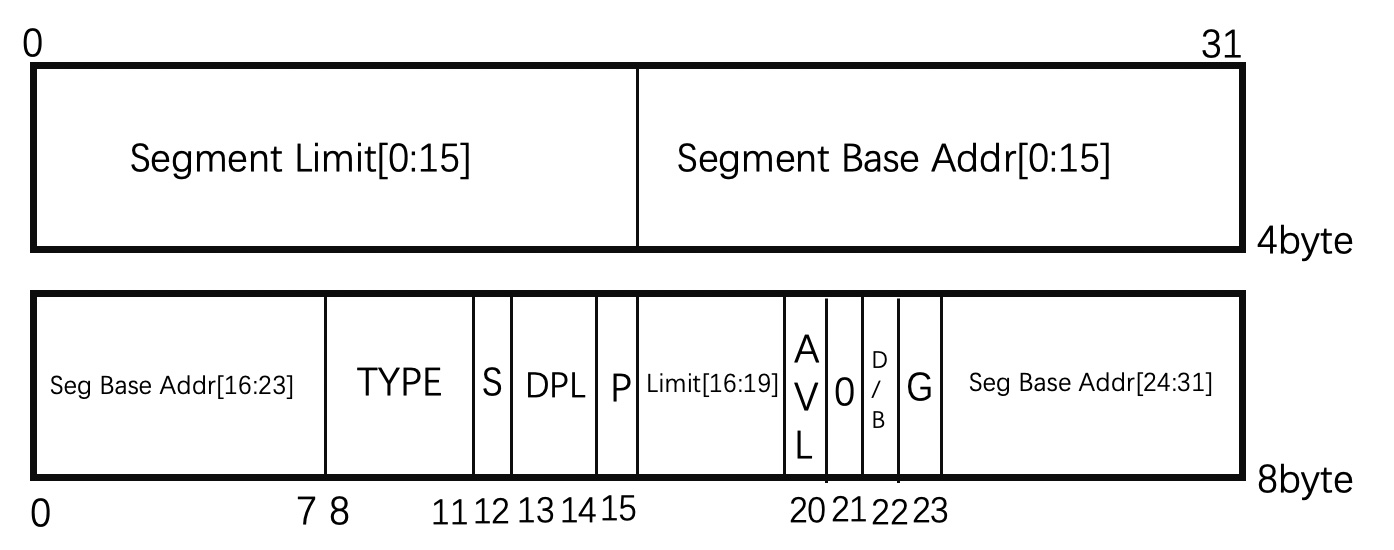 0 31
Segment Limit[0:15] Segment Base Addr[0:15]
4byte
Seg Base Addr[16:23] TYPE S DPL P Limit[16:19] AVL 0 D/B G Seg Base Addr[24:31]
8byte
0 7 8 11 12 13 14 15 20 21 22 23